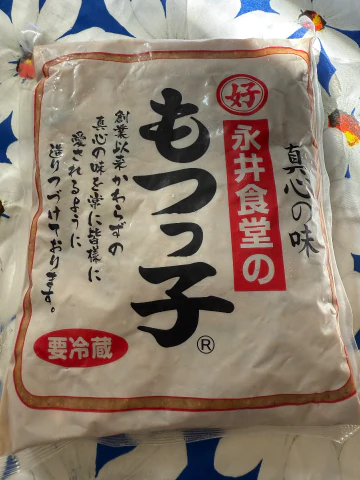 真心の味
好
永井食堂の
もつっ子®
創業以来かわらずの
真心の味を常に皆様に
愛されるように
造りつづけております。
要冷蔵